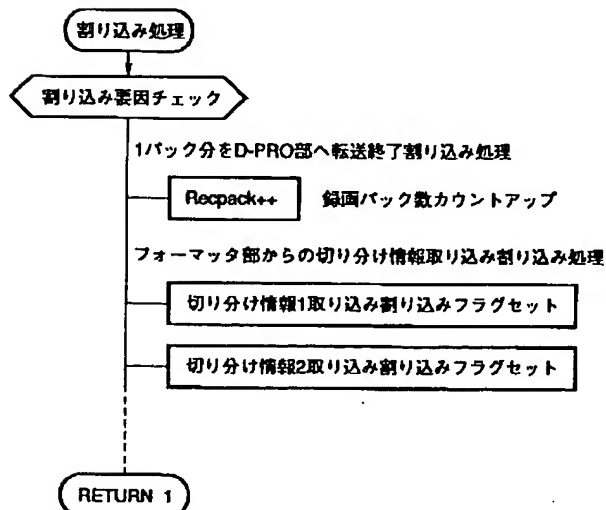 割り込み処理
割り込み要因チェック
1パック分をD-PRO部へ転送終了割り込み処理
Recpack++ 録画パック数カウントアップ
フォーマッタ部からの切り分け情報取り込み割り込み処理
切り分け情報1取り込み割り込みフラグセット
切り分け情報2取り込み割り込みフラグセット
RETURN 1